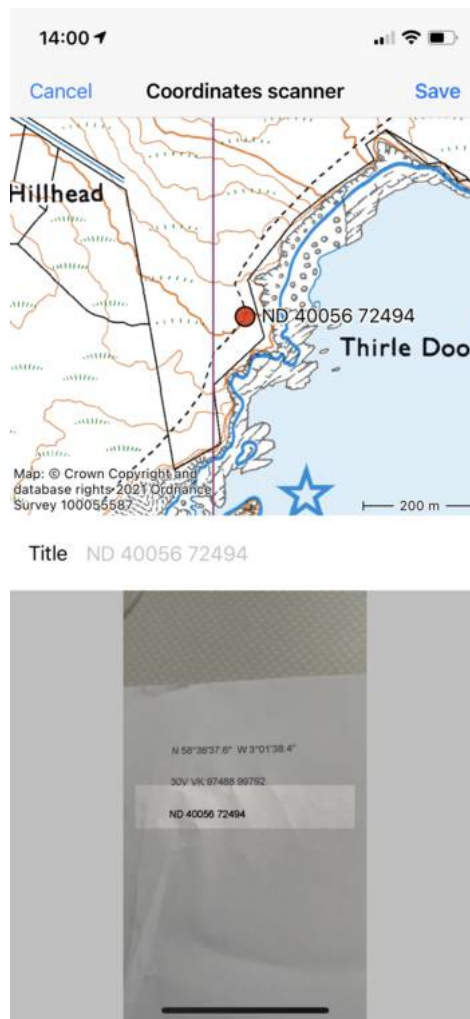 14:00
Cancel Coordinates scanner Save
Hillhead
ND 40056 72494
Thirle Doo
Map: © Crown Copyright and
database rights 2021 Ordnance
Survey 100055587
200 m
Title ND 40056 72494
N 58°38'37.6" W 3°01'38.4"
30V VK 97488 99792
ND 40056 72494